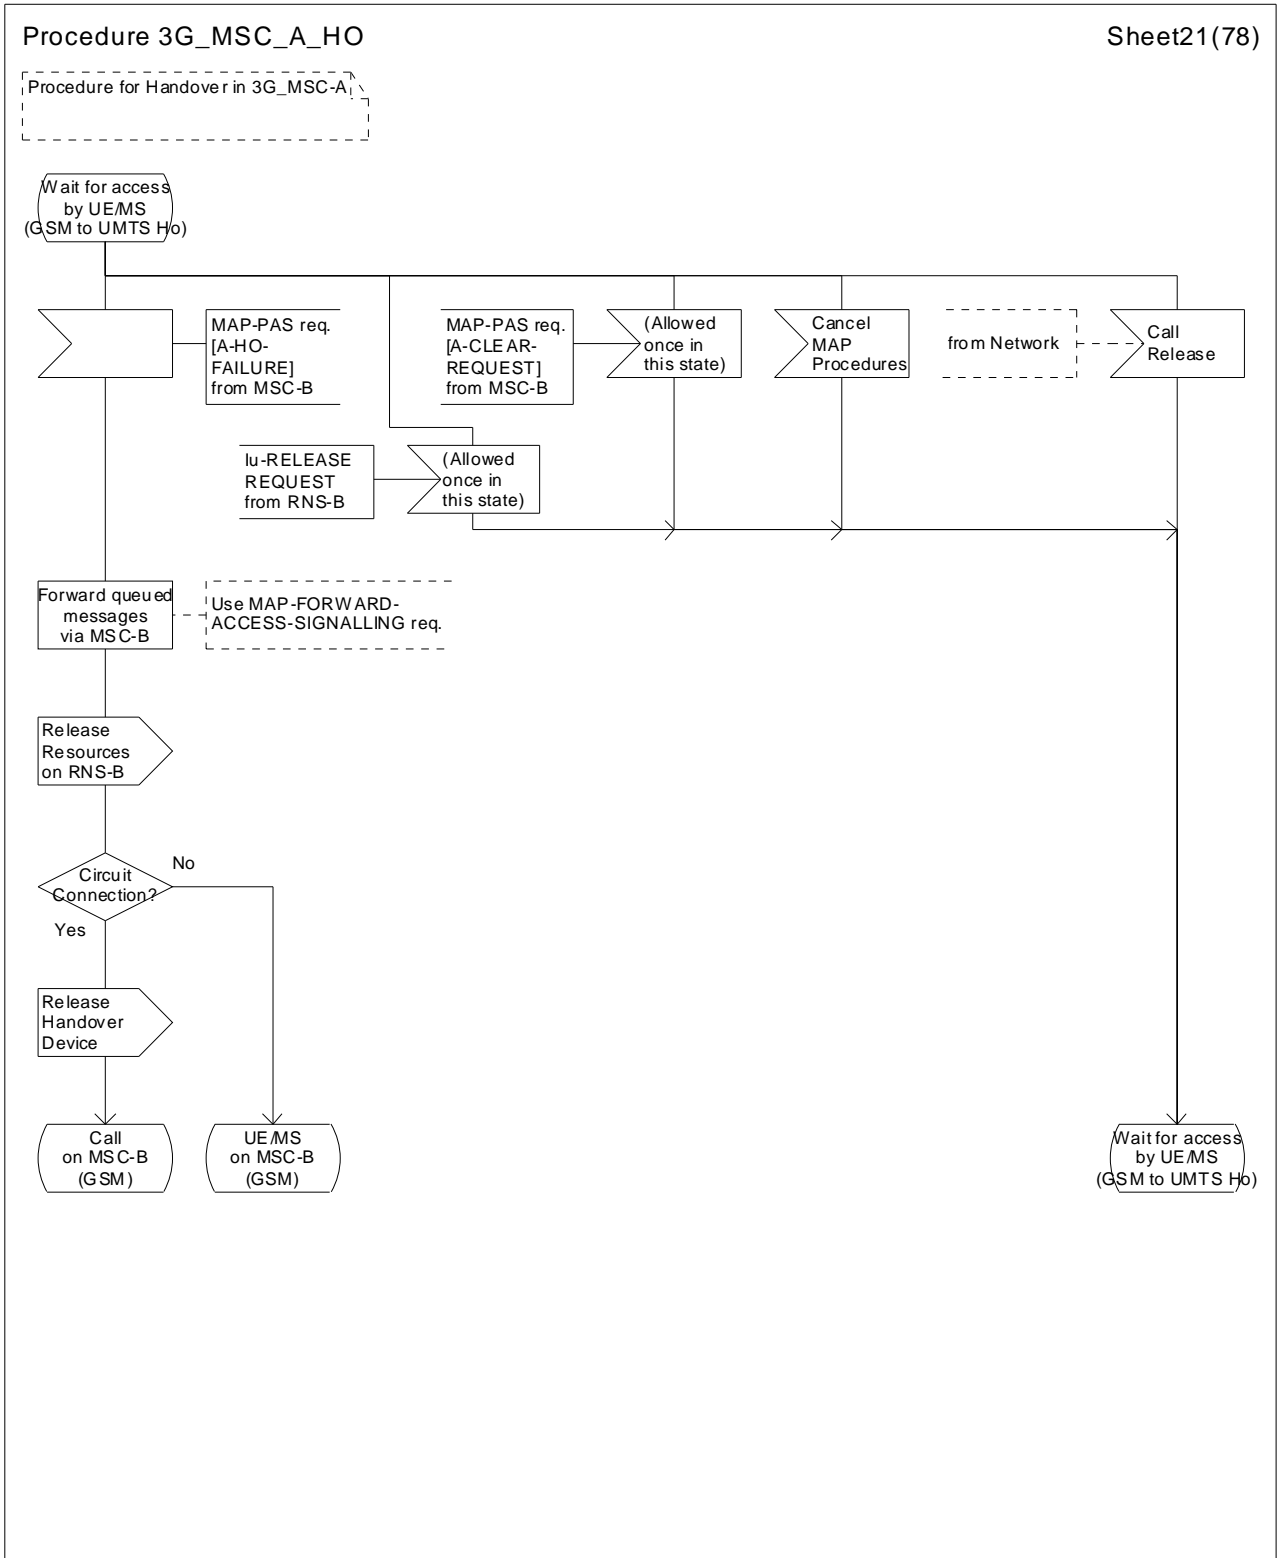 Procedure 3G_MSC_A_HO
Sheet21(78)
Procedure for Handover in 3G_MSC-A
Wait for access
by UE/MS
(GSM to UMTS Ho)
MAP-PAS req.
[A-HO-
FAILURE]
from MSC-B
MAP-PAS req.
[A-CLEAR-
REQUEST]
from MSC-B
(Allowed
once in
this state)
Cancel
MAP
Procedures
from Network
Call
Release
Iu-RELEASE
REQUEST
from RNS-B
(Allowed
once in
this state)
Forward queued
messages
via MSC-B
Use MAP-FORWARD-
ACCESS-SIGNALLING req.
Release
Resources
on RNS-B
Circuit
Connection?
No
Yes
Release
Handover
Device
Call
on MSC-B
(GSM)
UE/MS
on MSC-B
(GSM)
Wait for access
by UE/MS
(GSM to UMTS Ho)